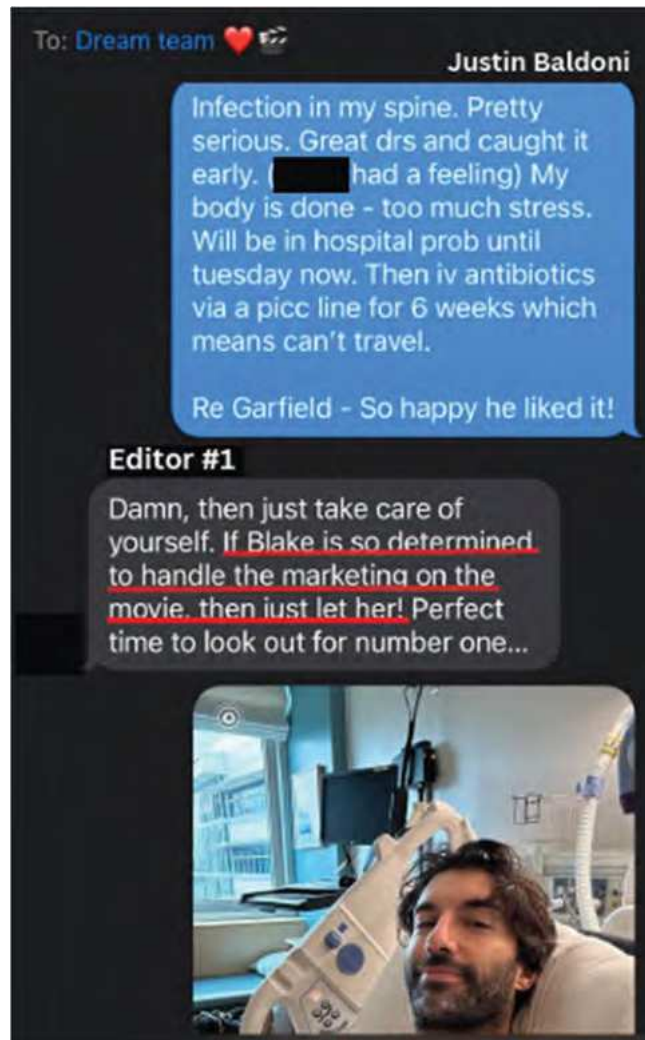 To: Dream team ❤️🎬
Justin Baldoni
Infection in my spine. Pretty
serious. Great drs and caught it
early. ( had a feeling) My
body is done - too much stress.
Will be in hospital prob until
tuesday now. Then iv antibiotics
via a picc line for 6 weeks which
means can't travel.
Re Garfield - So happy he liked it!
Editor #1
Damn, then just take care of
yourself. If Blake is so determined
to handle the marketing on the
movie, then just let her! Perfect
time to look out for number one...